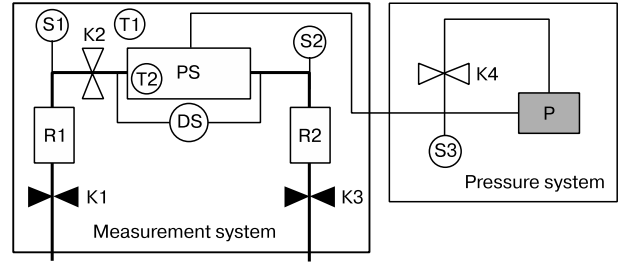 S1
T1
K2
S2
T2
PS
K4
DS
P
R1
R2
S3
K1
K3
Pressure system
Measurement system